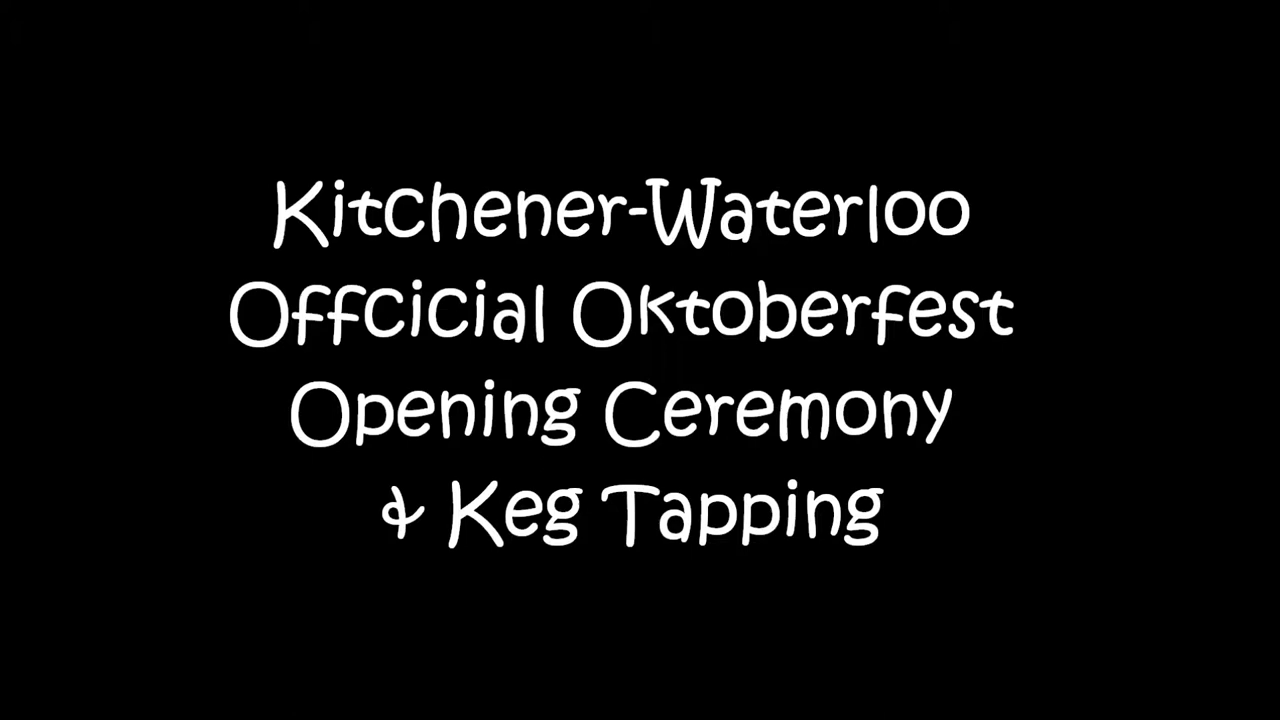 Kitchener-Waterloo
Offcicial Oktoberfest
Opening Ceremony
& Keg Tapping